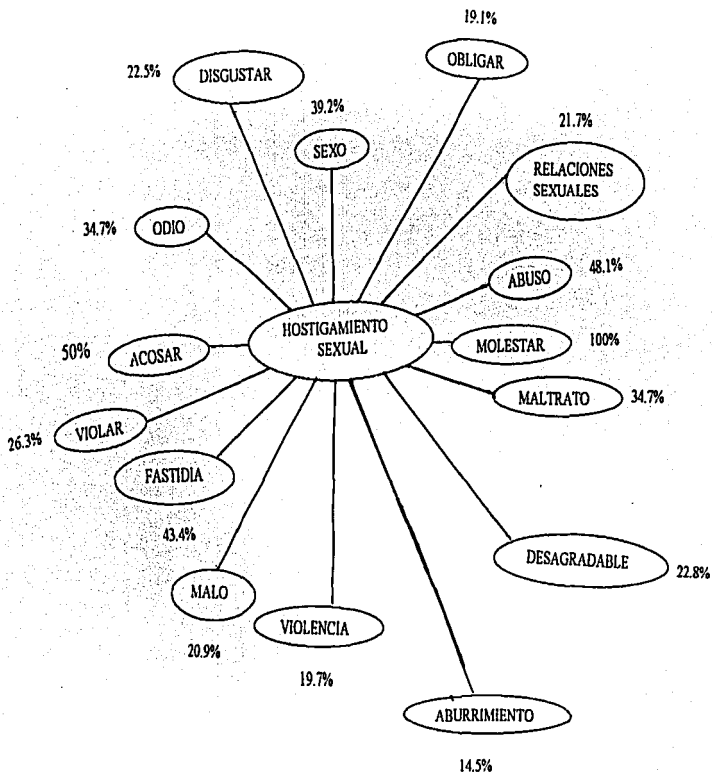 19.1%
OBLIGAR
22.5%
DISGUSTAR
39.2%
SEXO
21.7%
RELACIONES
SEXUALES
34.7%
ODIO
ABUSO
48.1%
HOSTIGAMIENTO
SEXUAL
50%
ACOSAR
MOLESTAR
100%
MALTRATO
34.7%
26.3%
VIOLAR
FASTIDIA
43.4%
DESAGRADABLE
22.8%
MALO
20.9%
VIOLENCIA
19.7%
ABURRIMIENTO
14.5%